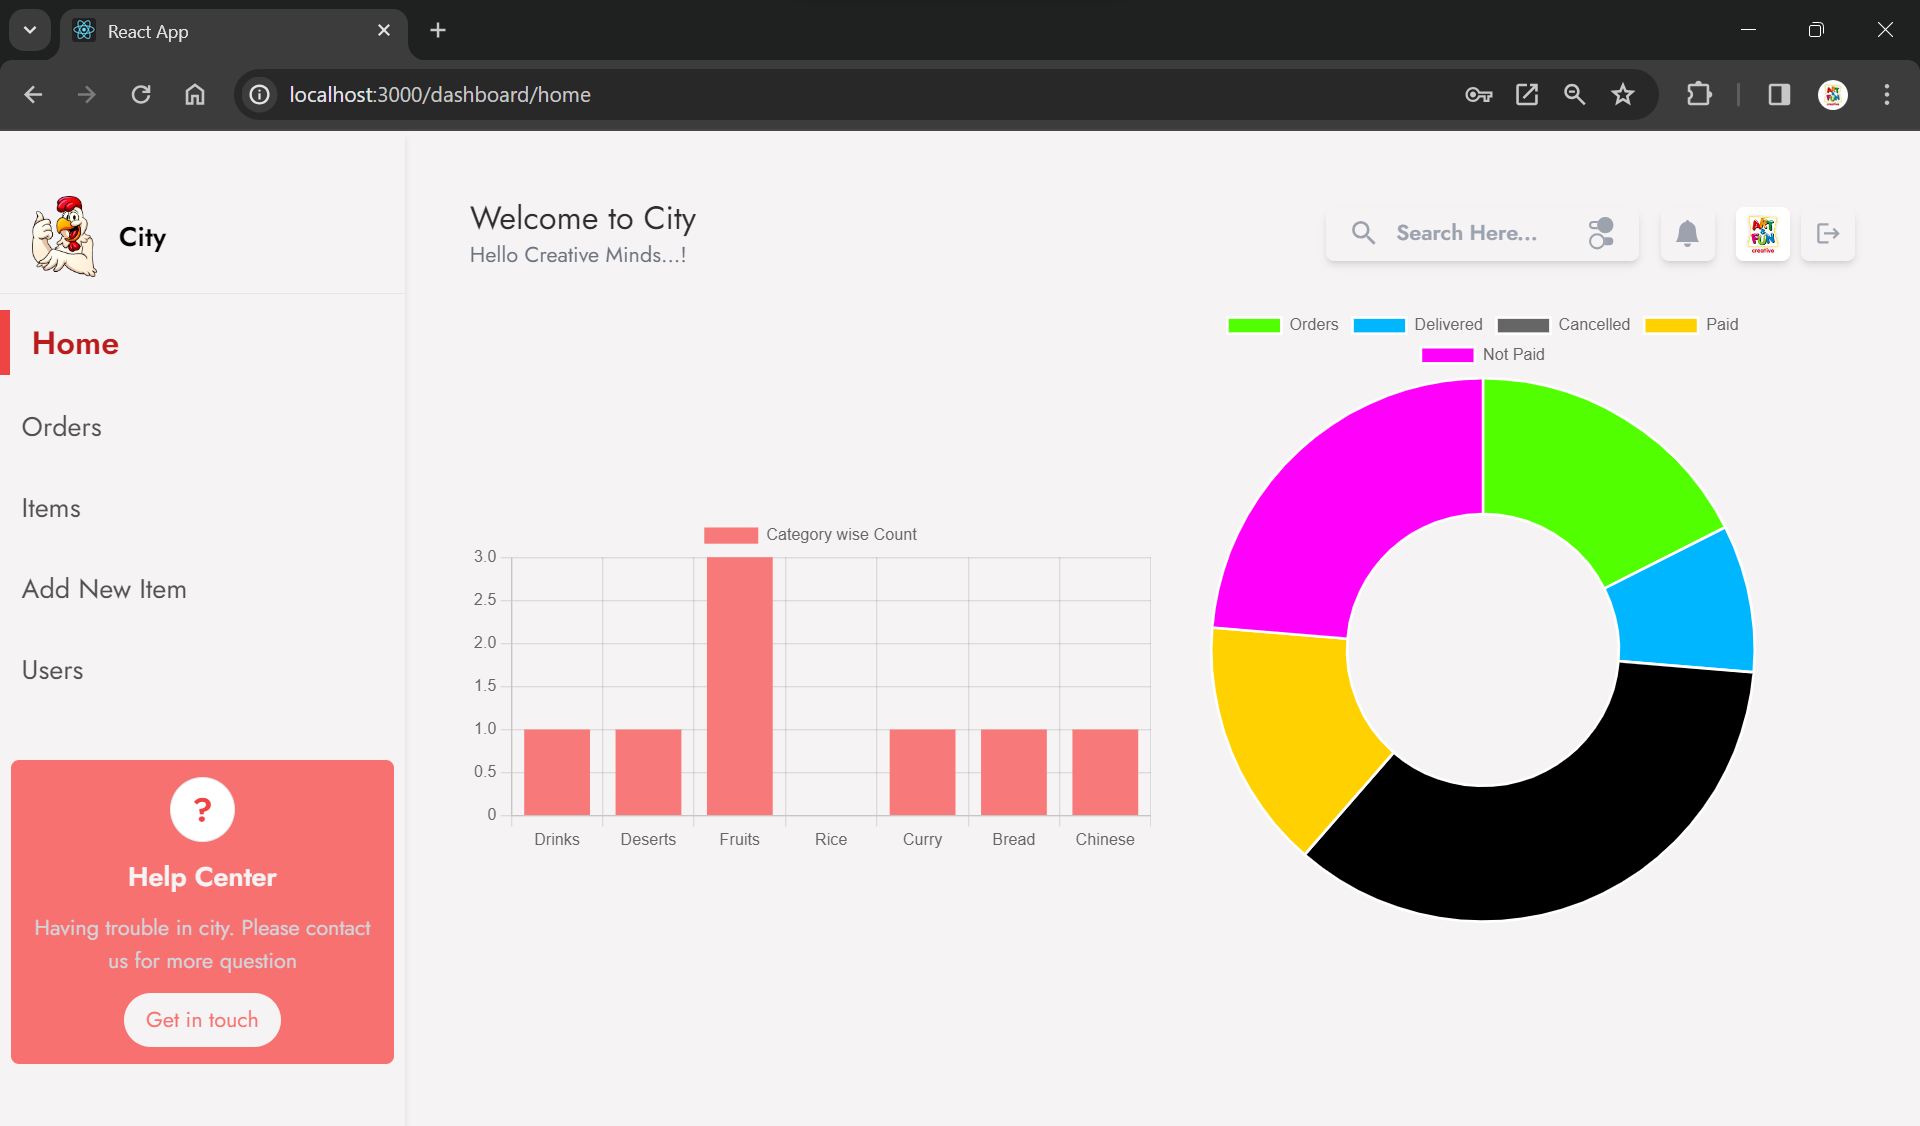 React App
localhost:3000/dashboard/home
City
Welcome to City
Hello Creative Minds...!
Search Here...
ART
&
FUN
creative
Home
Orders
Items
Add New Item
Users
?
Help Center
Having trouble in city. Please contact
us for more question
Get in touch
Category wise Count
3.0
2.5
2.0
1.5
1.0
0.5
0
Drinks Deserts Fruits Rice Curry Bread Chinese
Orders Delivered Cancelled Paid
Not Paid